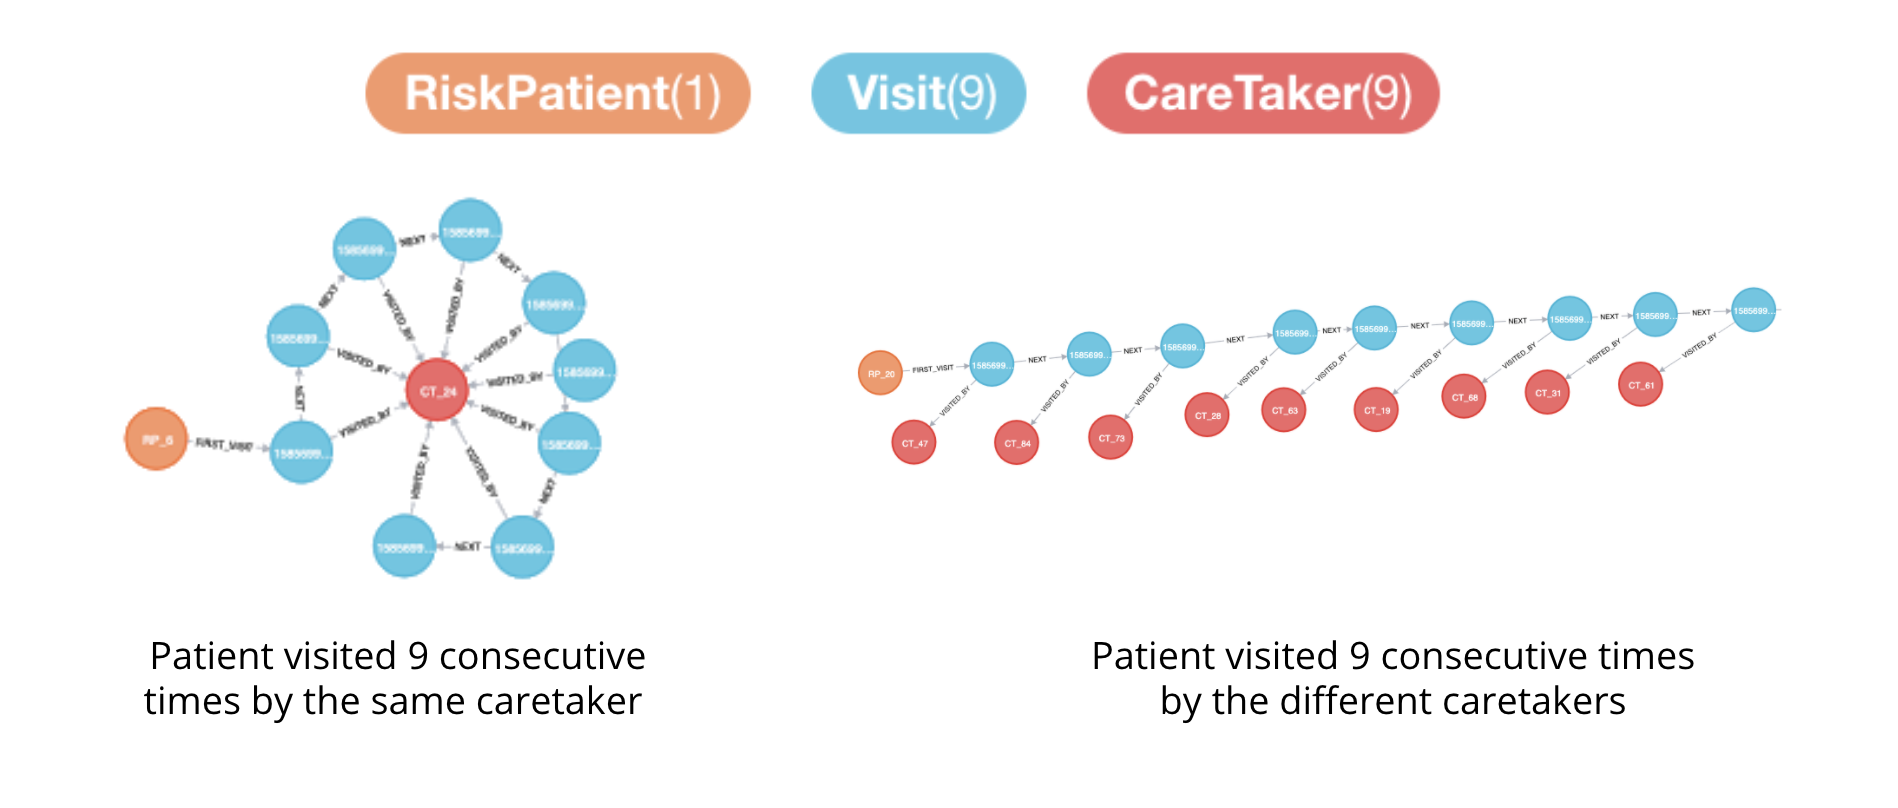 RiskPatient(1) Visit(9) CareTaker(9)
1585699...
1585699...
NEXT
NEXT
1585699...
NEXT
1585699...
VISITED_BY
VISITED_BY
VISITED_BY
VISITED_BY
1585699...
VISITED_BY
CT_24
NEXT
VISITED_BY
VISITED_BY
1585699...
RP_6
FIRST_VISIT
1585699...
VISITED_BY
VISITED_BY
NEXT
1585699...
NEXT
1585699...
RP_20
FIRST_VISIT
1585699...
NEXT
1585699...
NEXT
1585699...
NEXT
1585699...
NEXT
1585699...
NEXT
1585699...
NEXT
1585699...
NEXT
1585699...
NEXT
1585699...
VISITED_BY
VISITED_BY
VISITED_BY
VISITED_BY
VISITED_BY
VISITED_BY
VISITED_BY
VISITED_BY
VISITED_BY
CT_47
CT_84
CT_73
CT_28
CT_63
CT_19
CT_68
CT_31
CT_61
Patient visited 9 consecutive
times by the same caretaker
Patient visited 9 consecutive times
by the different caretakers